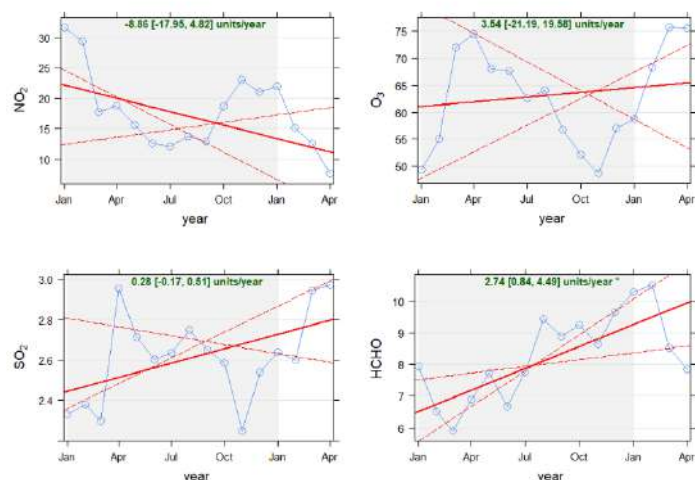 -8.86 [-17.95, 4.82] units/year
NO2
30
25
20
15
10
Jan Apr Jul Oct Jan Apr
year
3.54 [-21.19, 19.58] units/year
O3
75
70
65
60
55
50
Jan Apr Jul Oct Jan Apr
year
0.28 [-0.17, 0.51] units/year
SO2
3.0
2.8
2.6
2.4
Jan Apr Jul Oct Jan Apr
year
2.74 [0.84, 4.49] units/year *
HCHO
10
9
8
7
6
Jan Apr Jul Oct Jan Apr
year